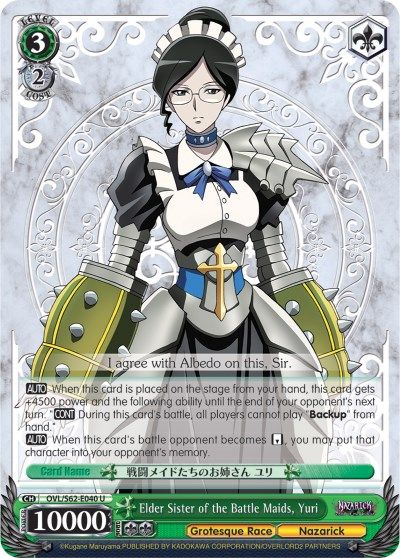 LEVEL
3
2
COST
I agree with Albedo on this, Sir.
AUTO When this card is placed on the stage from your hand, this card gets
+4500 power and the following ability until the end of your opponent's next
turn. "CONT During this card's battle, all players cannot play "Backup" from
hand."
AUTO When this card's battle opponent becomes, you may put that
character into your opponent's memory.
Card Name 戦闘メイドたちのお姉さん ユリ
CH OVL/S62-E040 U
Elder Sister of the Battle Maids, Yuri
NAZARICK
POWER 10000 Grotesque Race Nazarick
©Kugane Maruyama,PUBLISHED BY KADOKAWA CORPORATION/OVERLORD2 PARTNERS